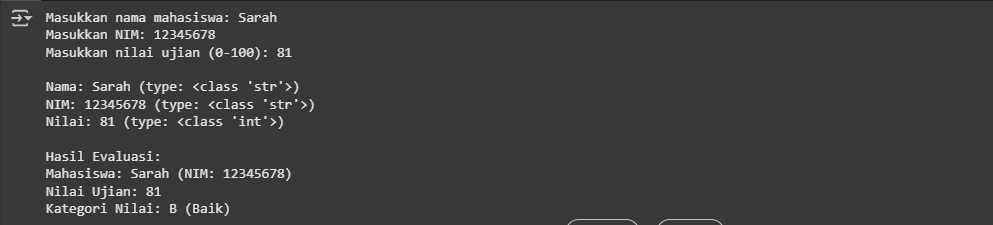 Masukkan nama mahasiswa: Sarah
Masukkan NIM: 12345678
Masukkan nilai ujian (0-100): 81
Nama: Sarah (type: <class 'str'>)
NIM: 12345678 (type: <class 'str'>)
Nilai: 81 (type: <class 'int'>)
Hasil Evaluasi:
Mahasiswa: Sarah (NIM: 12345678)
Nilai Ujian: 81
Kategori Nilai: B (Baik)